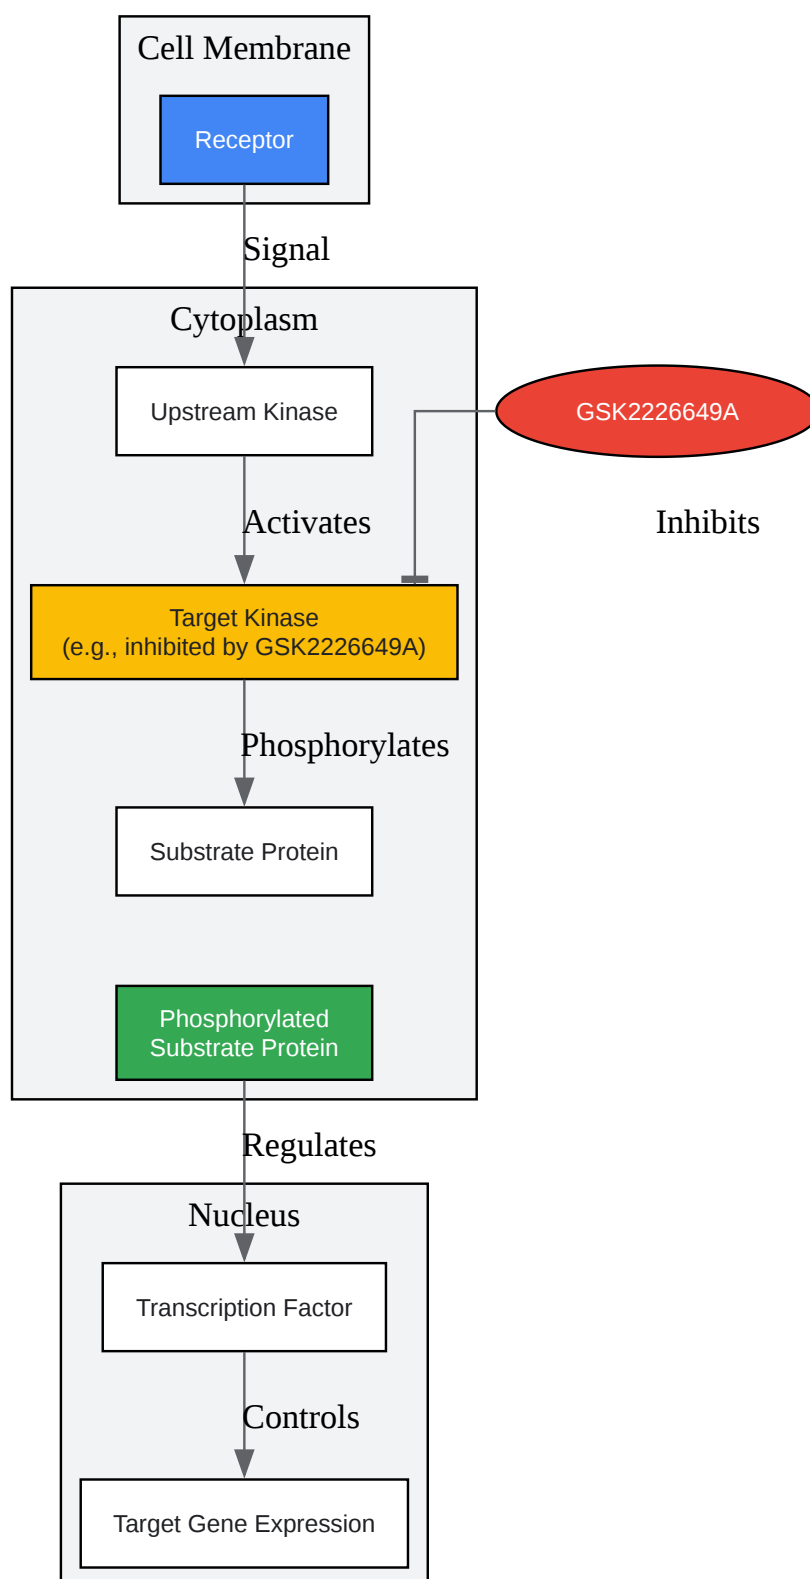 Cell Membrane
Receptor
Signal
Cytoplasm
Upstream Kinase
GSK2226649A
Activates
Inhibits
Target Kinase
(e.g., inhibited by GSK2226649A)
Phosphorylates
Substrate Protein
Phosphorylated
Substrate Protein
Regulates
Nucleus
Transcription Factor
Controls
Target Gene Expression